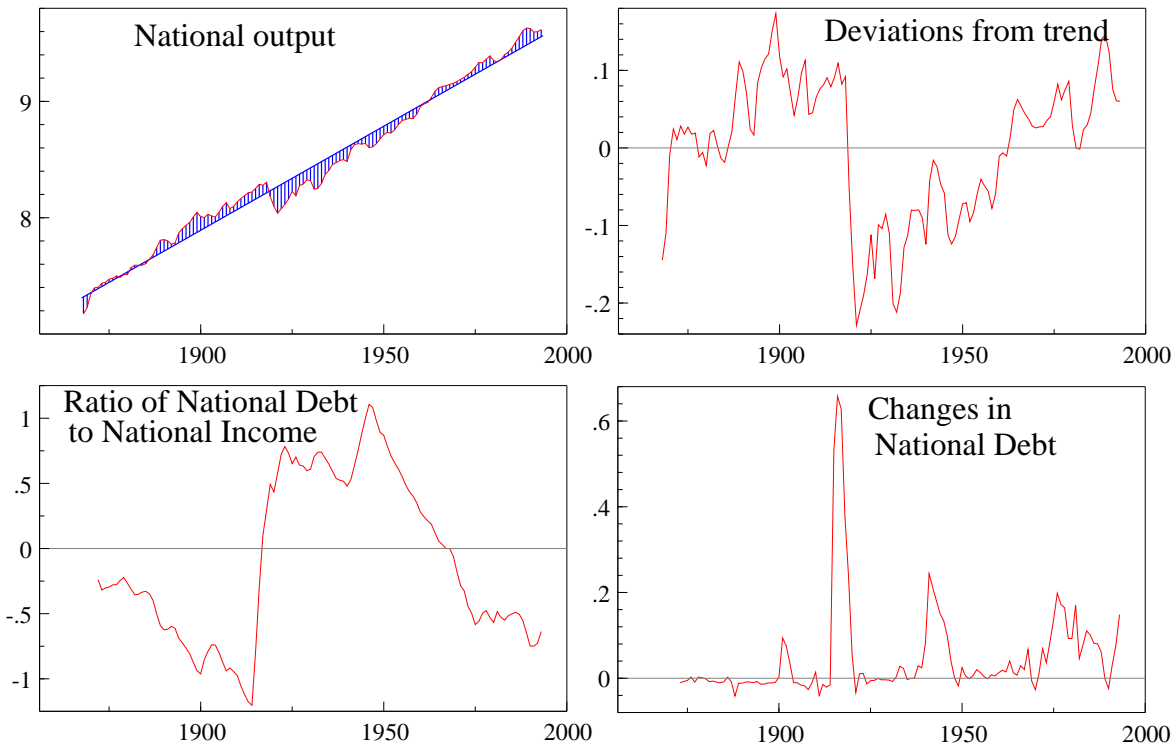 National output
9
8
1900 1950 2000
Deviations from trend
.1
0
-.1
-.2
1900 1950 2000
Ratio of National Debt
to National Income
1
.5
0
-.5
-1
1900 1950 2000
Changes in
National Debt
.6
.4
.2
0
1900 1950 2000